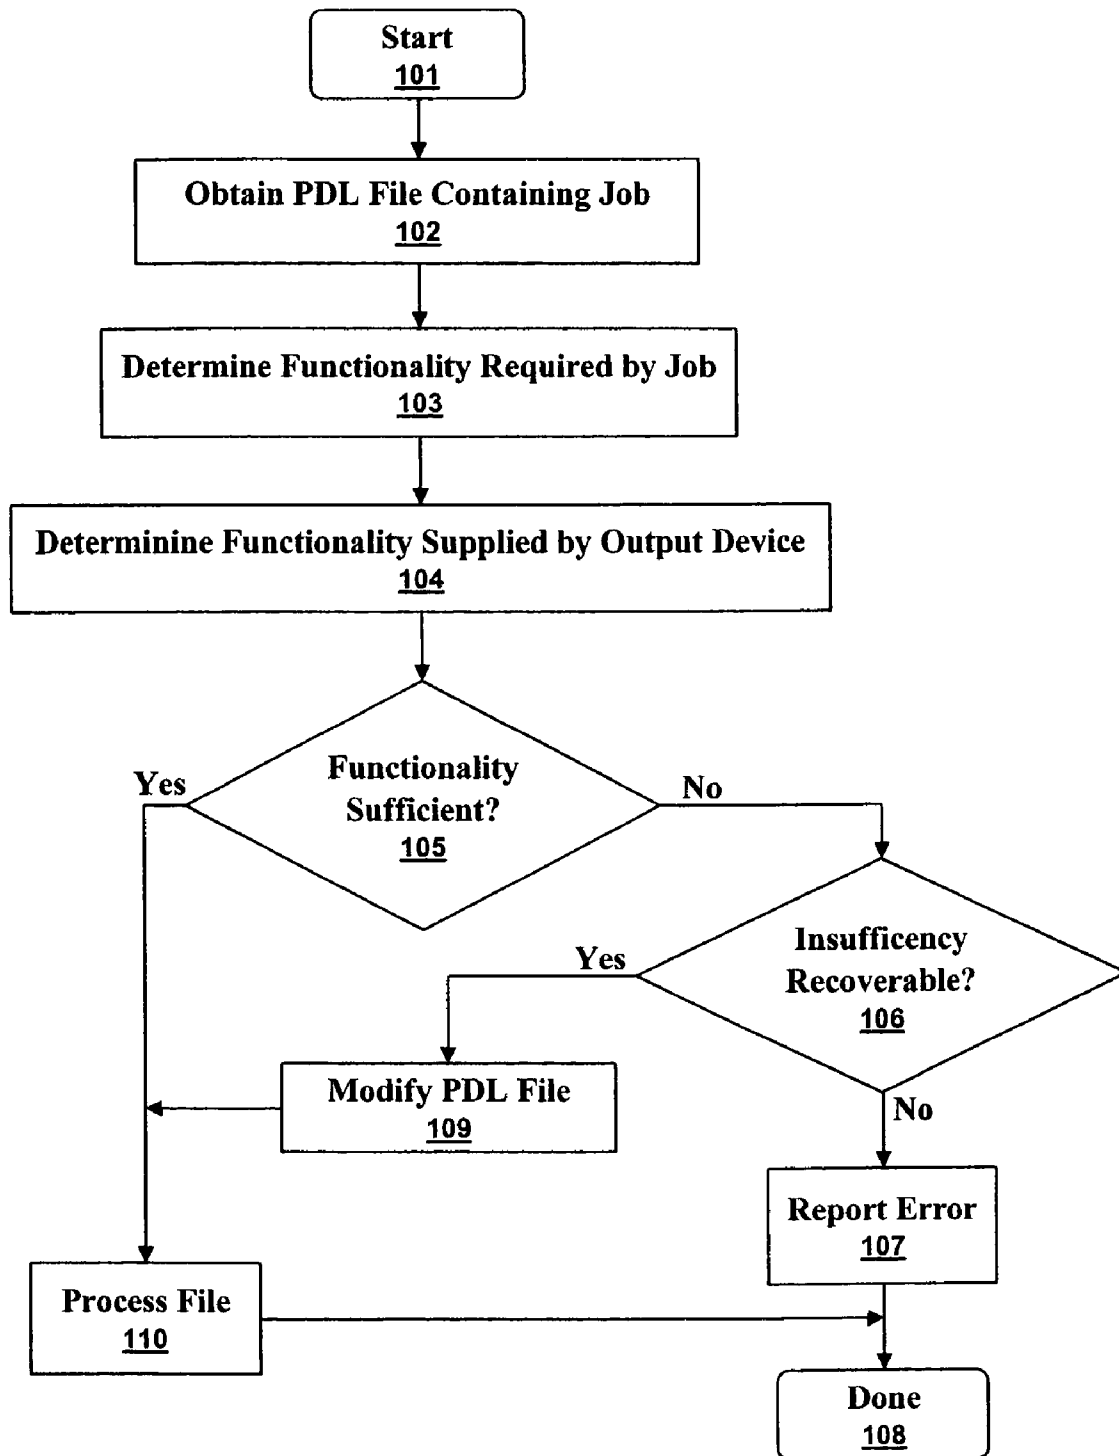 Start
101
Obtain PDL File Containing Job
102
Determine Functionality Required by Job
103
Determinine Functionality Supplied by Output Device
104
Yes
Functionality
Sufficient?
105
No
Yes
Insufficency
Recoverable?
106
Modify PDL File
109
No
Report Error
107
Process File
110
Done
108